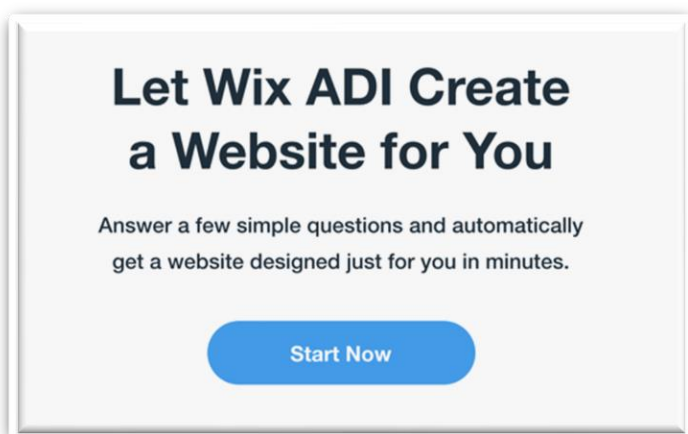 Let Wix ADI Create
a Website for You
Answer a few simple questions and automatically
get a website designed just for you in minutes.
Start Now